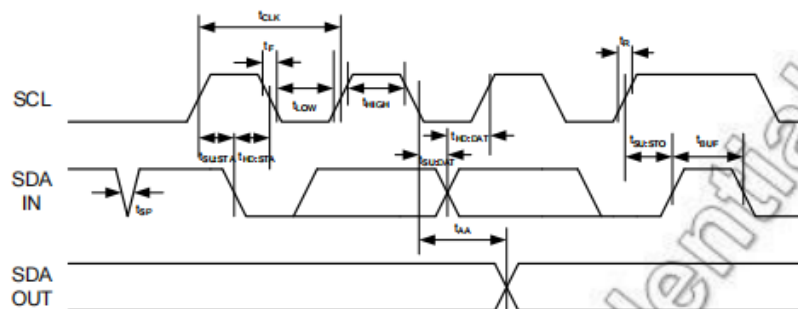 tCLK
tF
tR
SCL
tLOW
tHIGH
tHD:DAT
tSU:STA
tHD:STA
tSU:DAT
tSU:STO
tBUF
SDA
IN
tSP
tAA
SDA
OUT